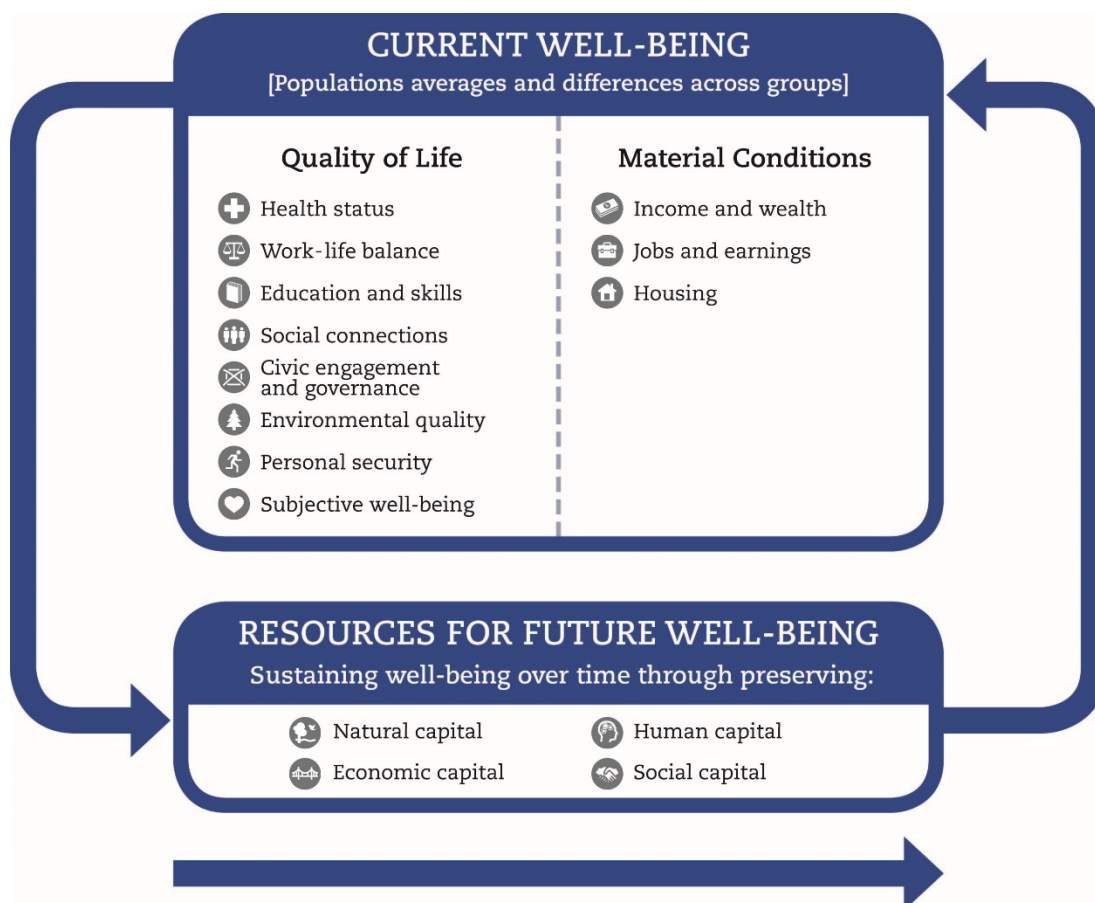 CURRENT WELL-BEING
[Populations averages and differences across groups]
Quality of Life
Health status
Work-life balance
Education and skills
Social connections
Civic engagement
and governance
Environmental quality
Personal security
Subjective well-being
Material Conditions
Income and wealth
Jobs and earnings
Housing
RESOURCES FOR FUTURE WELL-BEING
Sustaining well-being over time through preserving:
Natural capital
Human capital
Economic capital
Social capital